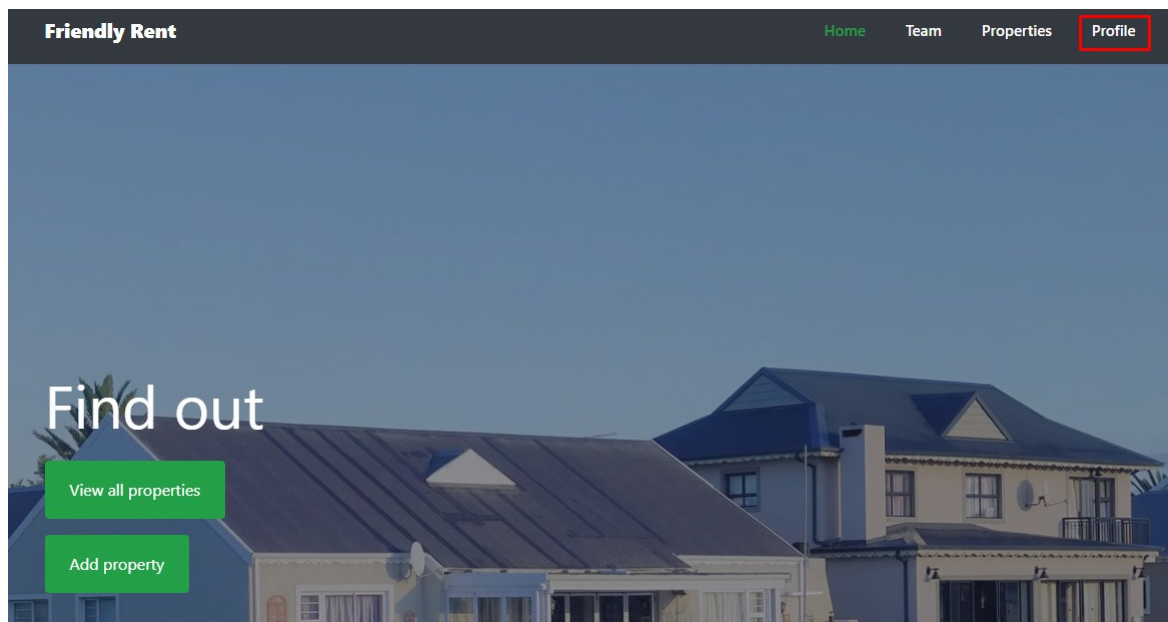 Friendly Rent
Home Team Properties Profile
Find out
View all properties
Add property